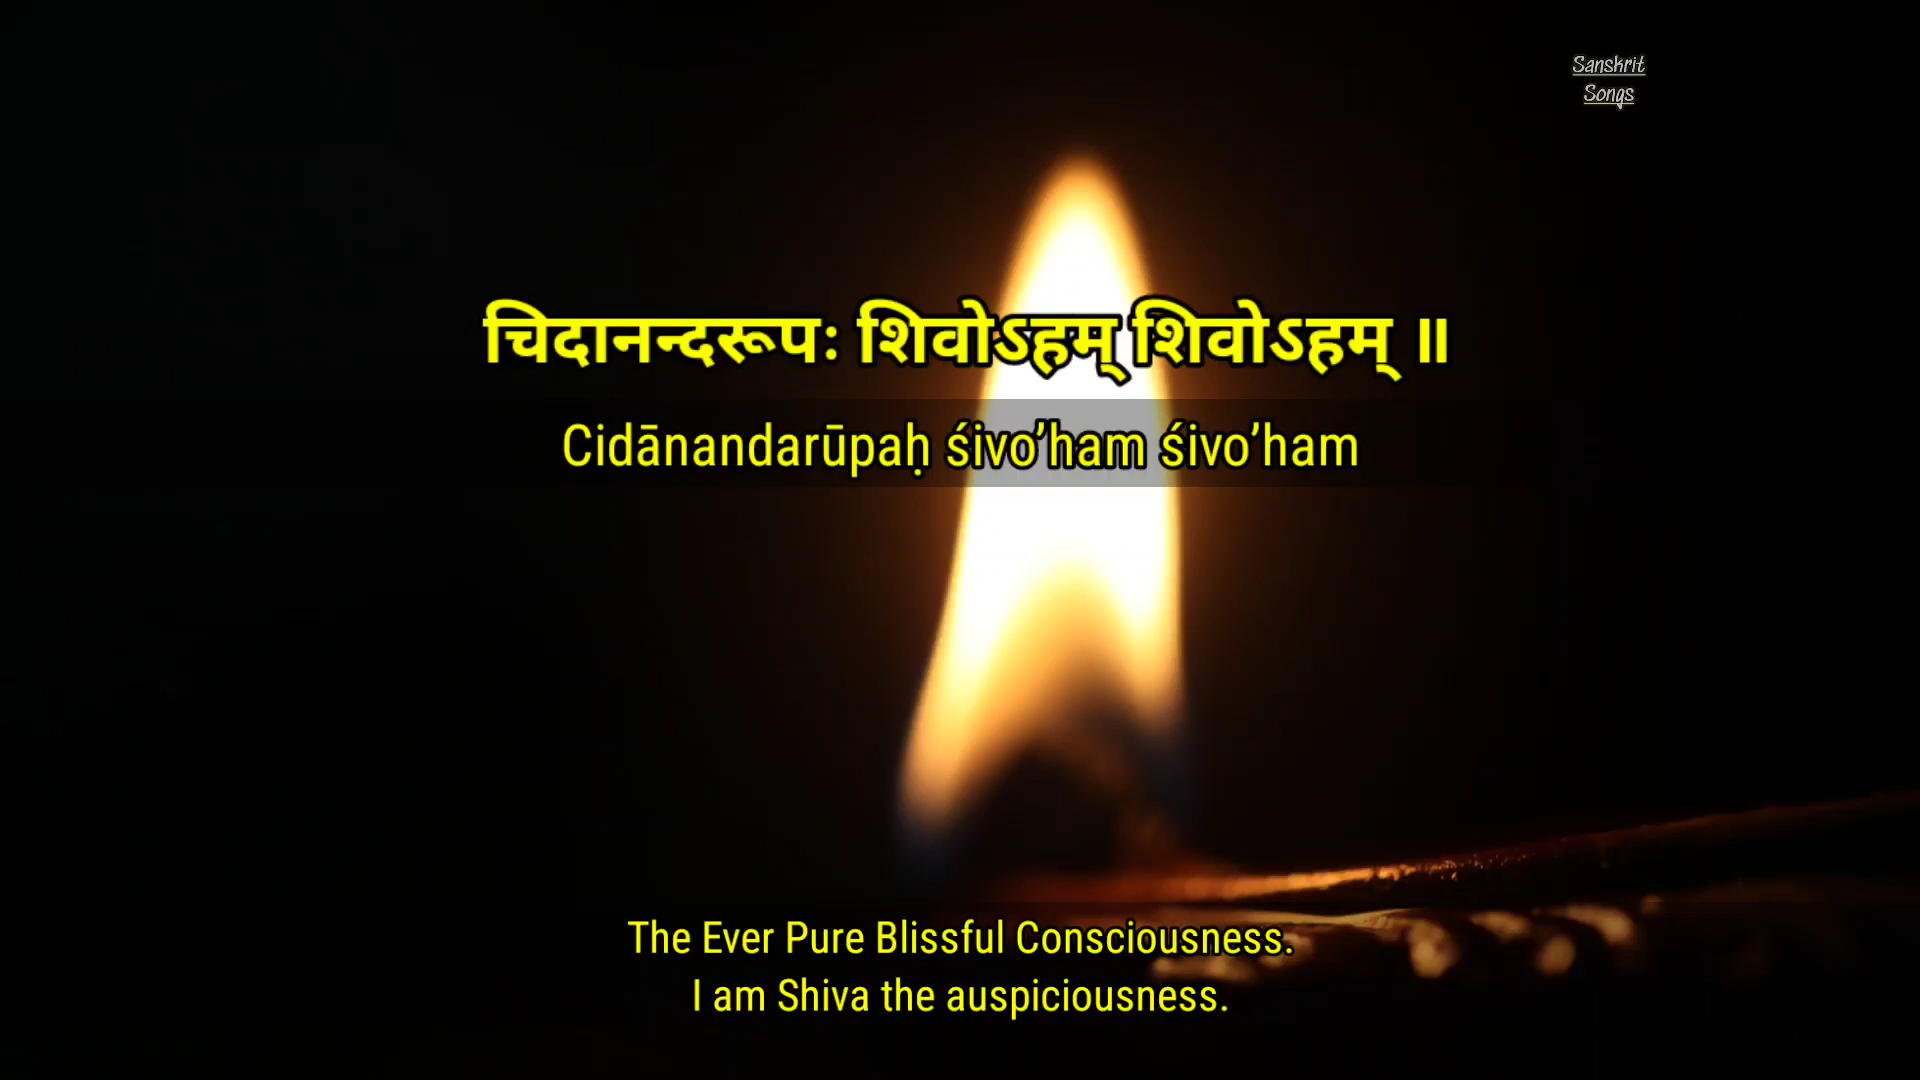 Sanskrit
Songs
चिदानन्दरूपः शिवोऽहम् शिवोऽहम् ॥
Cidānandarūpaḥ śivo’ham śivo’ham
The Ever Pure Blissful Consciousness.
I am Shiva the auspiciousness.